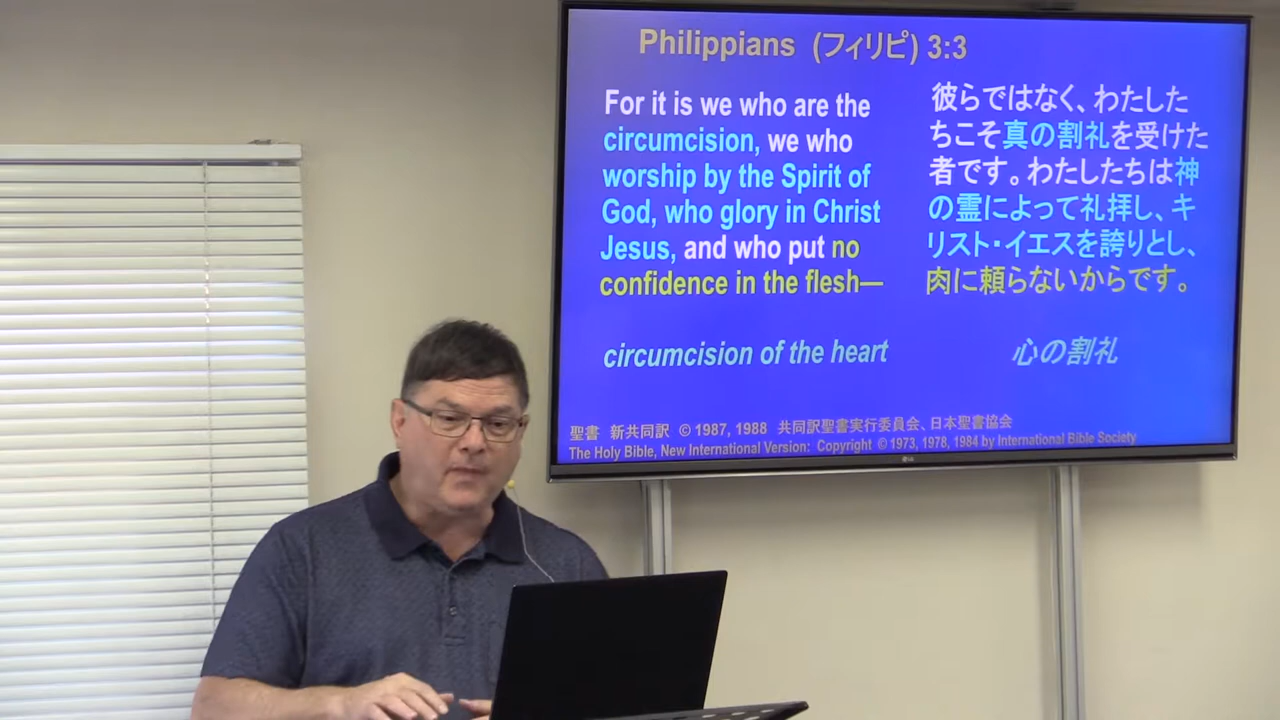 Philippians (フィリピ) 3:3
For it is we who are the
circumcision, we who
worship by the Spirit of
God, who glory in Christ
Jesus, and who put no
confidence in the flesh—
彼らではなく、わたした
ちこそ真の割礼を受けた
者です。わたしたちは神
の霊によって礼拝し、キ
リスト・イエスを誇りとし、
肉に頼らないからです。
circumcision of the heart
心の割礼
聖書 新共同訳 © 1987, 1988 共同訳聖書実行委員会、日本聖書協会
The Holy Bible, New International Version: Copyright © 1973, 1978, 1984 by International Bible Society
LG